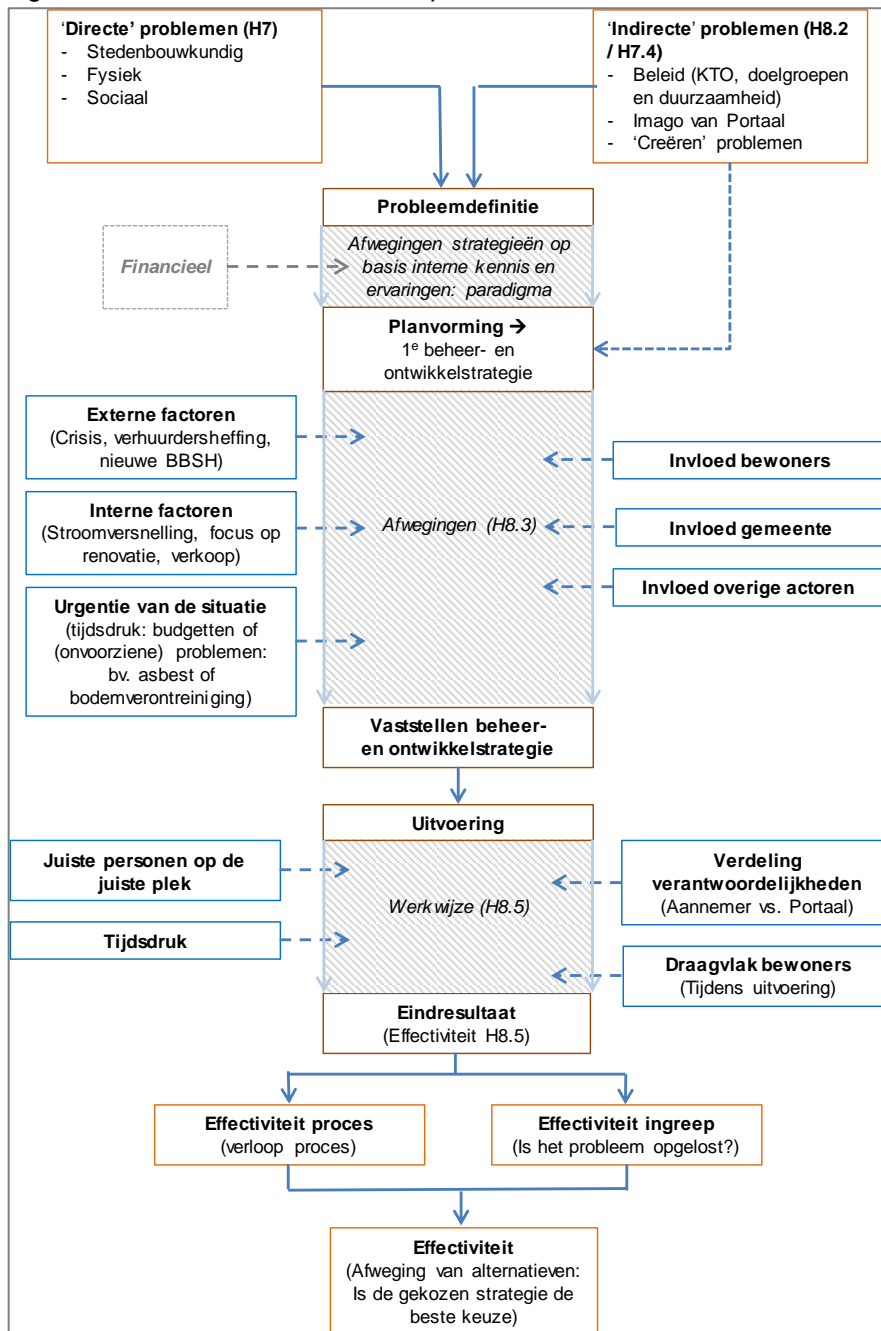 'Directe' problemen (H7)
- Stedenbouwkundig
- Fysiek
- Sociaal
'Indirecte' problemen (H8.2
/ H7.4)
- Beleid (KTO, doelgroepen
en duurzaamheid)
- Imago van Portaal
- 'Creëren' problemen
Probleemdefinitie
Financieel
Afwegingen strategieën op
basis interne kennis en
ervaringen: paradigma
Planvorming →
1e beheer- en
ontwikkelstrategie
Externe factoren
(Crisis, verhuurdersheffing,
nieuwe BBSH)
Invloed bewoners
Interne factoren
(Stroomversnelling, focus op
renovatie, verkoop)
Afwegingen (H8.3)
Invloed gemeente
Invloed overige actoren
Urgentie van de situatie
(tijdsdruk: budgetten of
(onvoorziene) problemen:
bv. asbest of
bodemverontreiniging)
Vaststellen beheer-
en ontwikkelstrategie
Uitvoering
Juiste personen op de
juiste plek
Verdeling
verantwoordelijkheden
(Aannemer vs. Portaal)
Werkwijze (H8.5)
Tijdsdruk
Draagvlak bewoners
(Tijdens uitvoering)
Eindresultaat
(Effectiviteit H8.5)
Effectiviteit proces
(verloop proces)
Effectiviteit ingreep
(Is het probleem opgelost?)
Effectiviteit
(Afweging van alternatieven:
Is de gekozen strategie de
beste keuze)